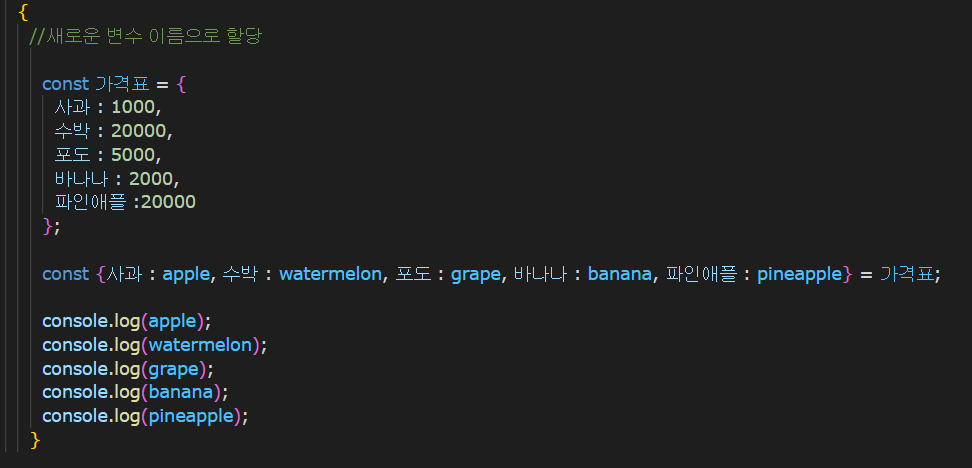 {
//새로운 변수 이름으로 할당
const 가격표 = {
사과 : 1000,
수박 : 20000,
포도 : 5000,
바나나 : 2000,
파인애플 :20000
};
const {사과 : apple, 수박 : watermelon, 포도 : grape, 바나나 : banana, 파인애플 : pineapple} = 가격표;
console.log(apple);
console.log(watermelon);
console.log(grape);
console.log(banana);
console.log(pineapple);
}